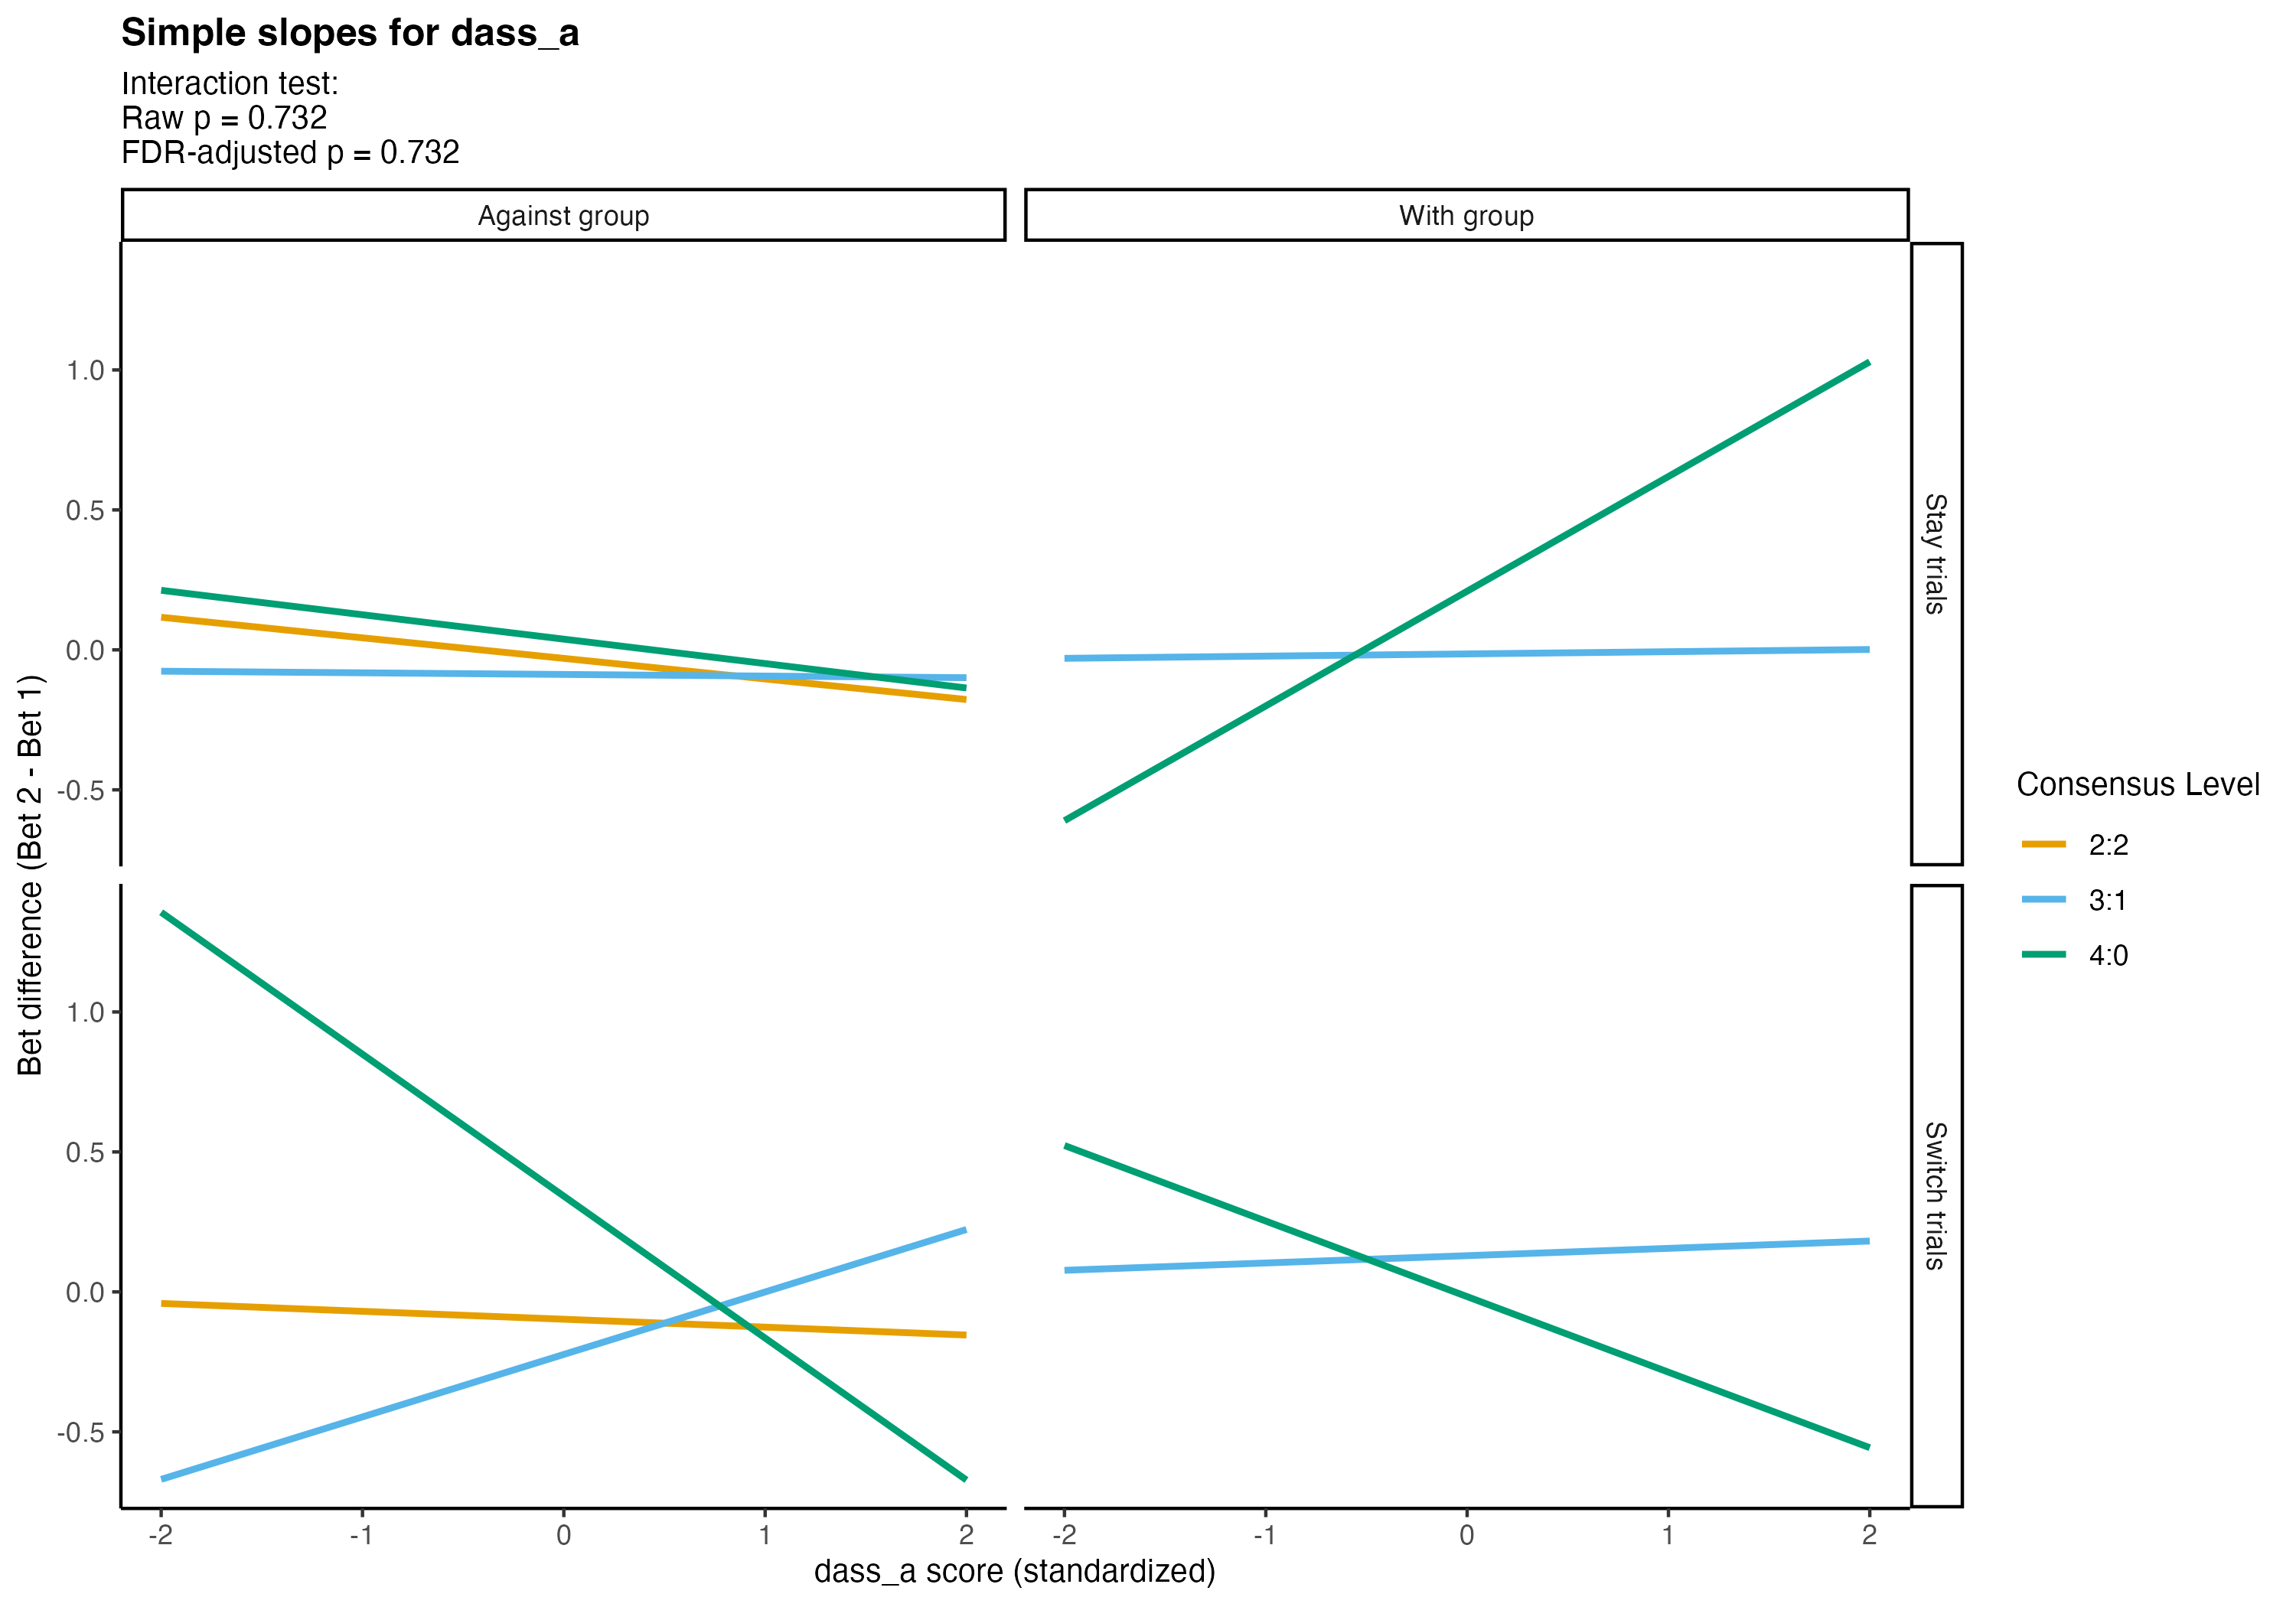 Simple slopes for dass_a
Interaction test:
Raw p = 0.732
FDR-adjusted p = 0.732
Against group
With group
Stay trials
Switch trials
1.0
0.5
0.0
-0.5
1.0
0.5
0.0
-0.5
Bet difference (Bet 2 - Bet 1)
-2 -1 0 1 2
-2 -1 0 1 2
dass_a score (standardized)
Consensus Level
2:2
3:1
4:0